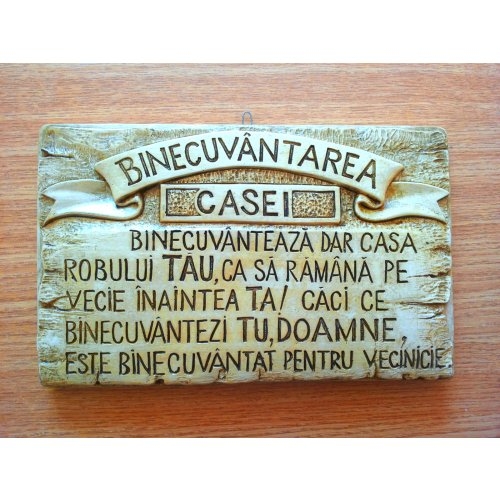 BINECUVÂNTAREA
CASEI
BINECUVÂNTEAZĂ DAR CASA
ROBULUI TĂU, CA SĂ RĂMÂNĂ PE
VECIE ÎNAÎNTEA TA! CĂCI CE
BINECUVÂNTEZI TU, DOAMNE,
ESTE BINECUVÂNTAT PENTRU VECINICIE.